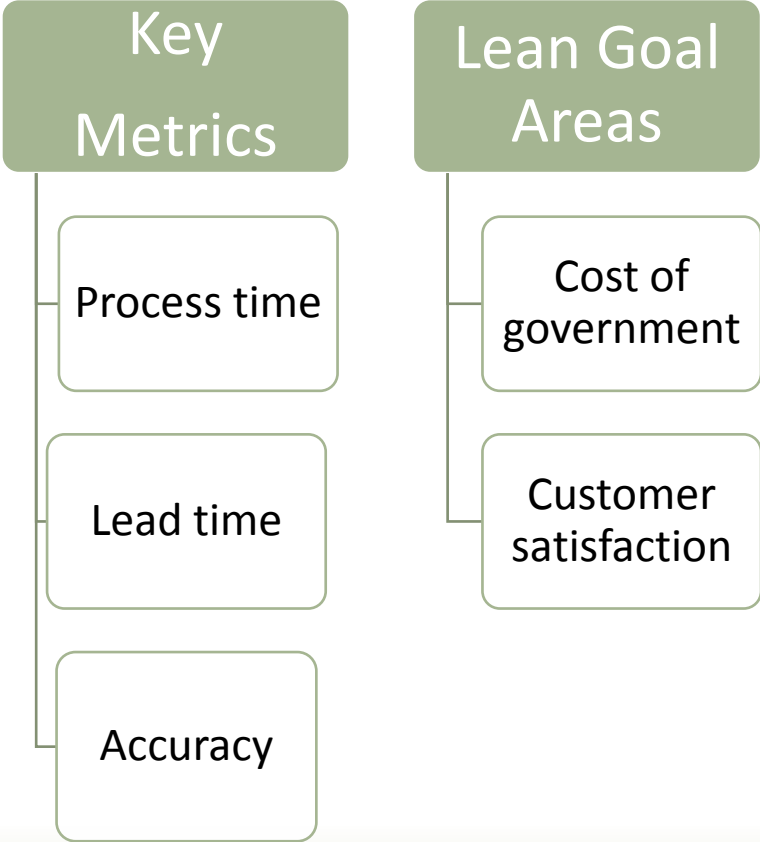 Key
Metrics
Process time
Lead time
Accuracy
Lean Goal
Areas
Cost of
government
Customer
satisfaction